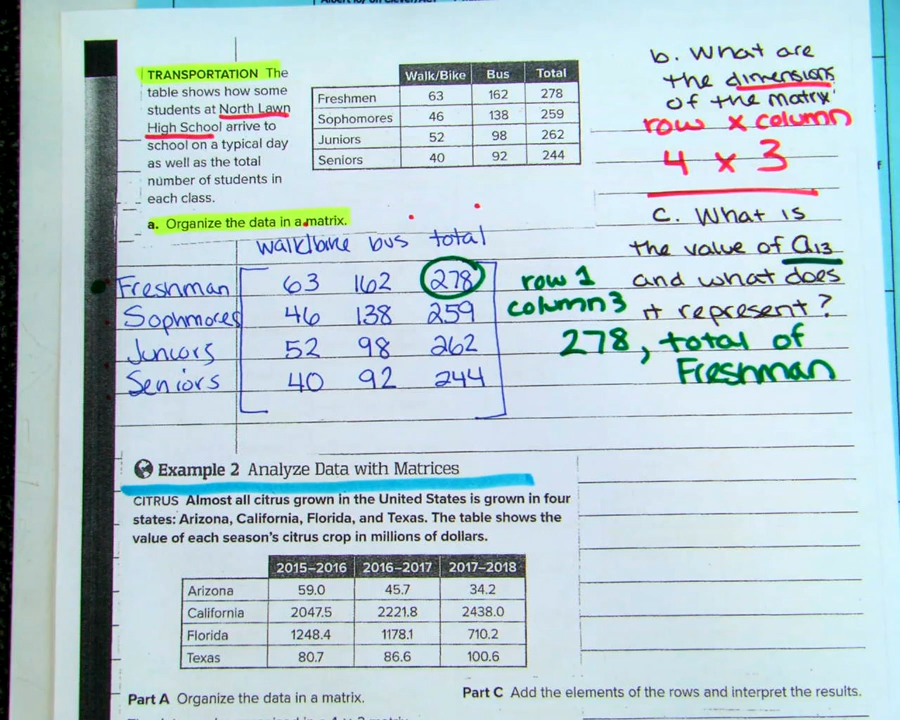 TRANSPORTATION The
table shows how some
students at North Lawn
High School arrive to
school on a typical day
as well as the total
number of students in
each class.
Walk/Bike Bus Total
Freshmen 63 162 278
Sophomores 46 138 259
Juniors 52 98 262
Seniors 40 92 244
b. What are
the dimensions
of the matrix
row x column
4 x 3
a. Organize the data in a matrix.
walk/bike bus total
Freshman 63 162 278
Sophmores 46 138 259
Juniors 52 98 262
Seniors 40 92 244
row 1
column 3
c. What is
the value of a13
and what does
it represent?
278, total of
Freshman
Example 2 Analyze Data with Matrices
CITRUS Almost all citrus grown in the United States is grown in four
states: Arizona, California, Florida, and Texas. The table shows the
value of each season's citrus crop in millions of dollars.
2015–2016 2016–2017 2017–2018
Arizona 59.0 45.7 34.2
California 2047.5 2221.8 2438.0
Florida 1248.4 1178.1 710.2
Texas 80.7 86.6 100.6
Part A Organize the data in a matrix.
Part C Add the elements of the rows and interpret the results.